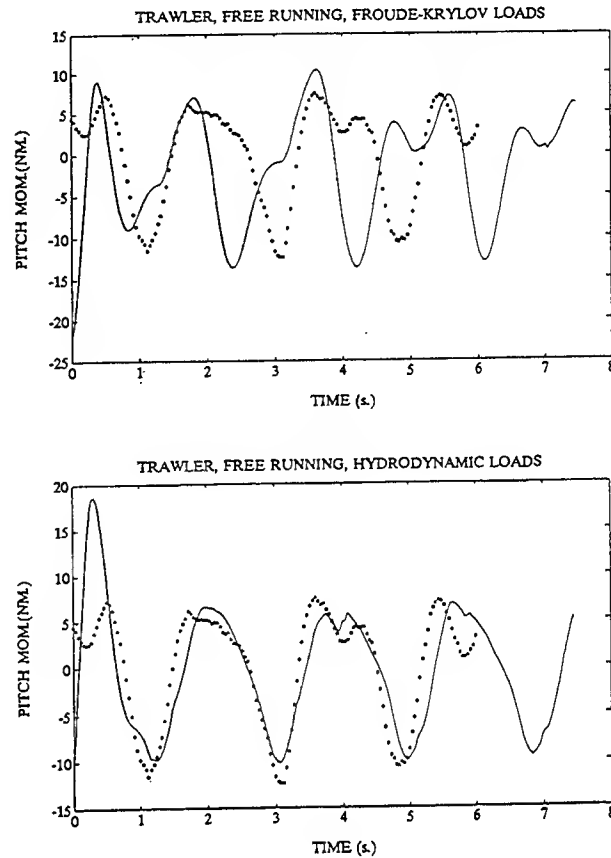 TRAWLER, FREE RUNNING, FROUDE-KRYLOV LOADS
15
10
5
0
-5
-10
-15
-20
-25
PITCH MOM.(NM.)
0 1 2 3 4 5 6 7 8
TIME (s.)
TRAWLER, FREE RUNNING, HYDRODYNAMIC LOADS
20
15
10
5
0
-5
-10
-15
PITCH MOM.(NM.)
0 1 2 3 4 5 6 7 8
TIME (s.)